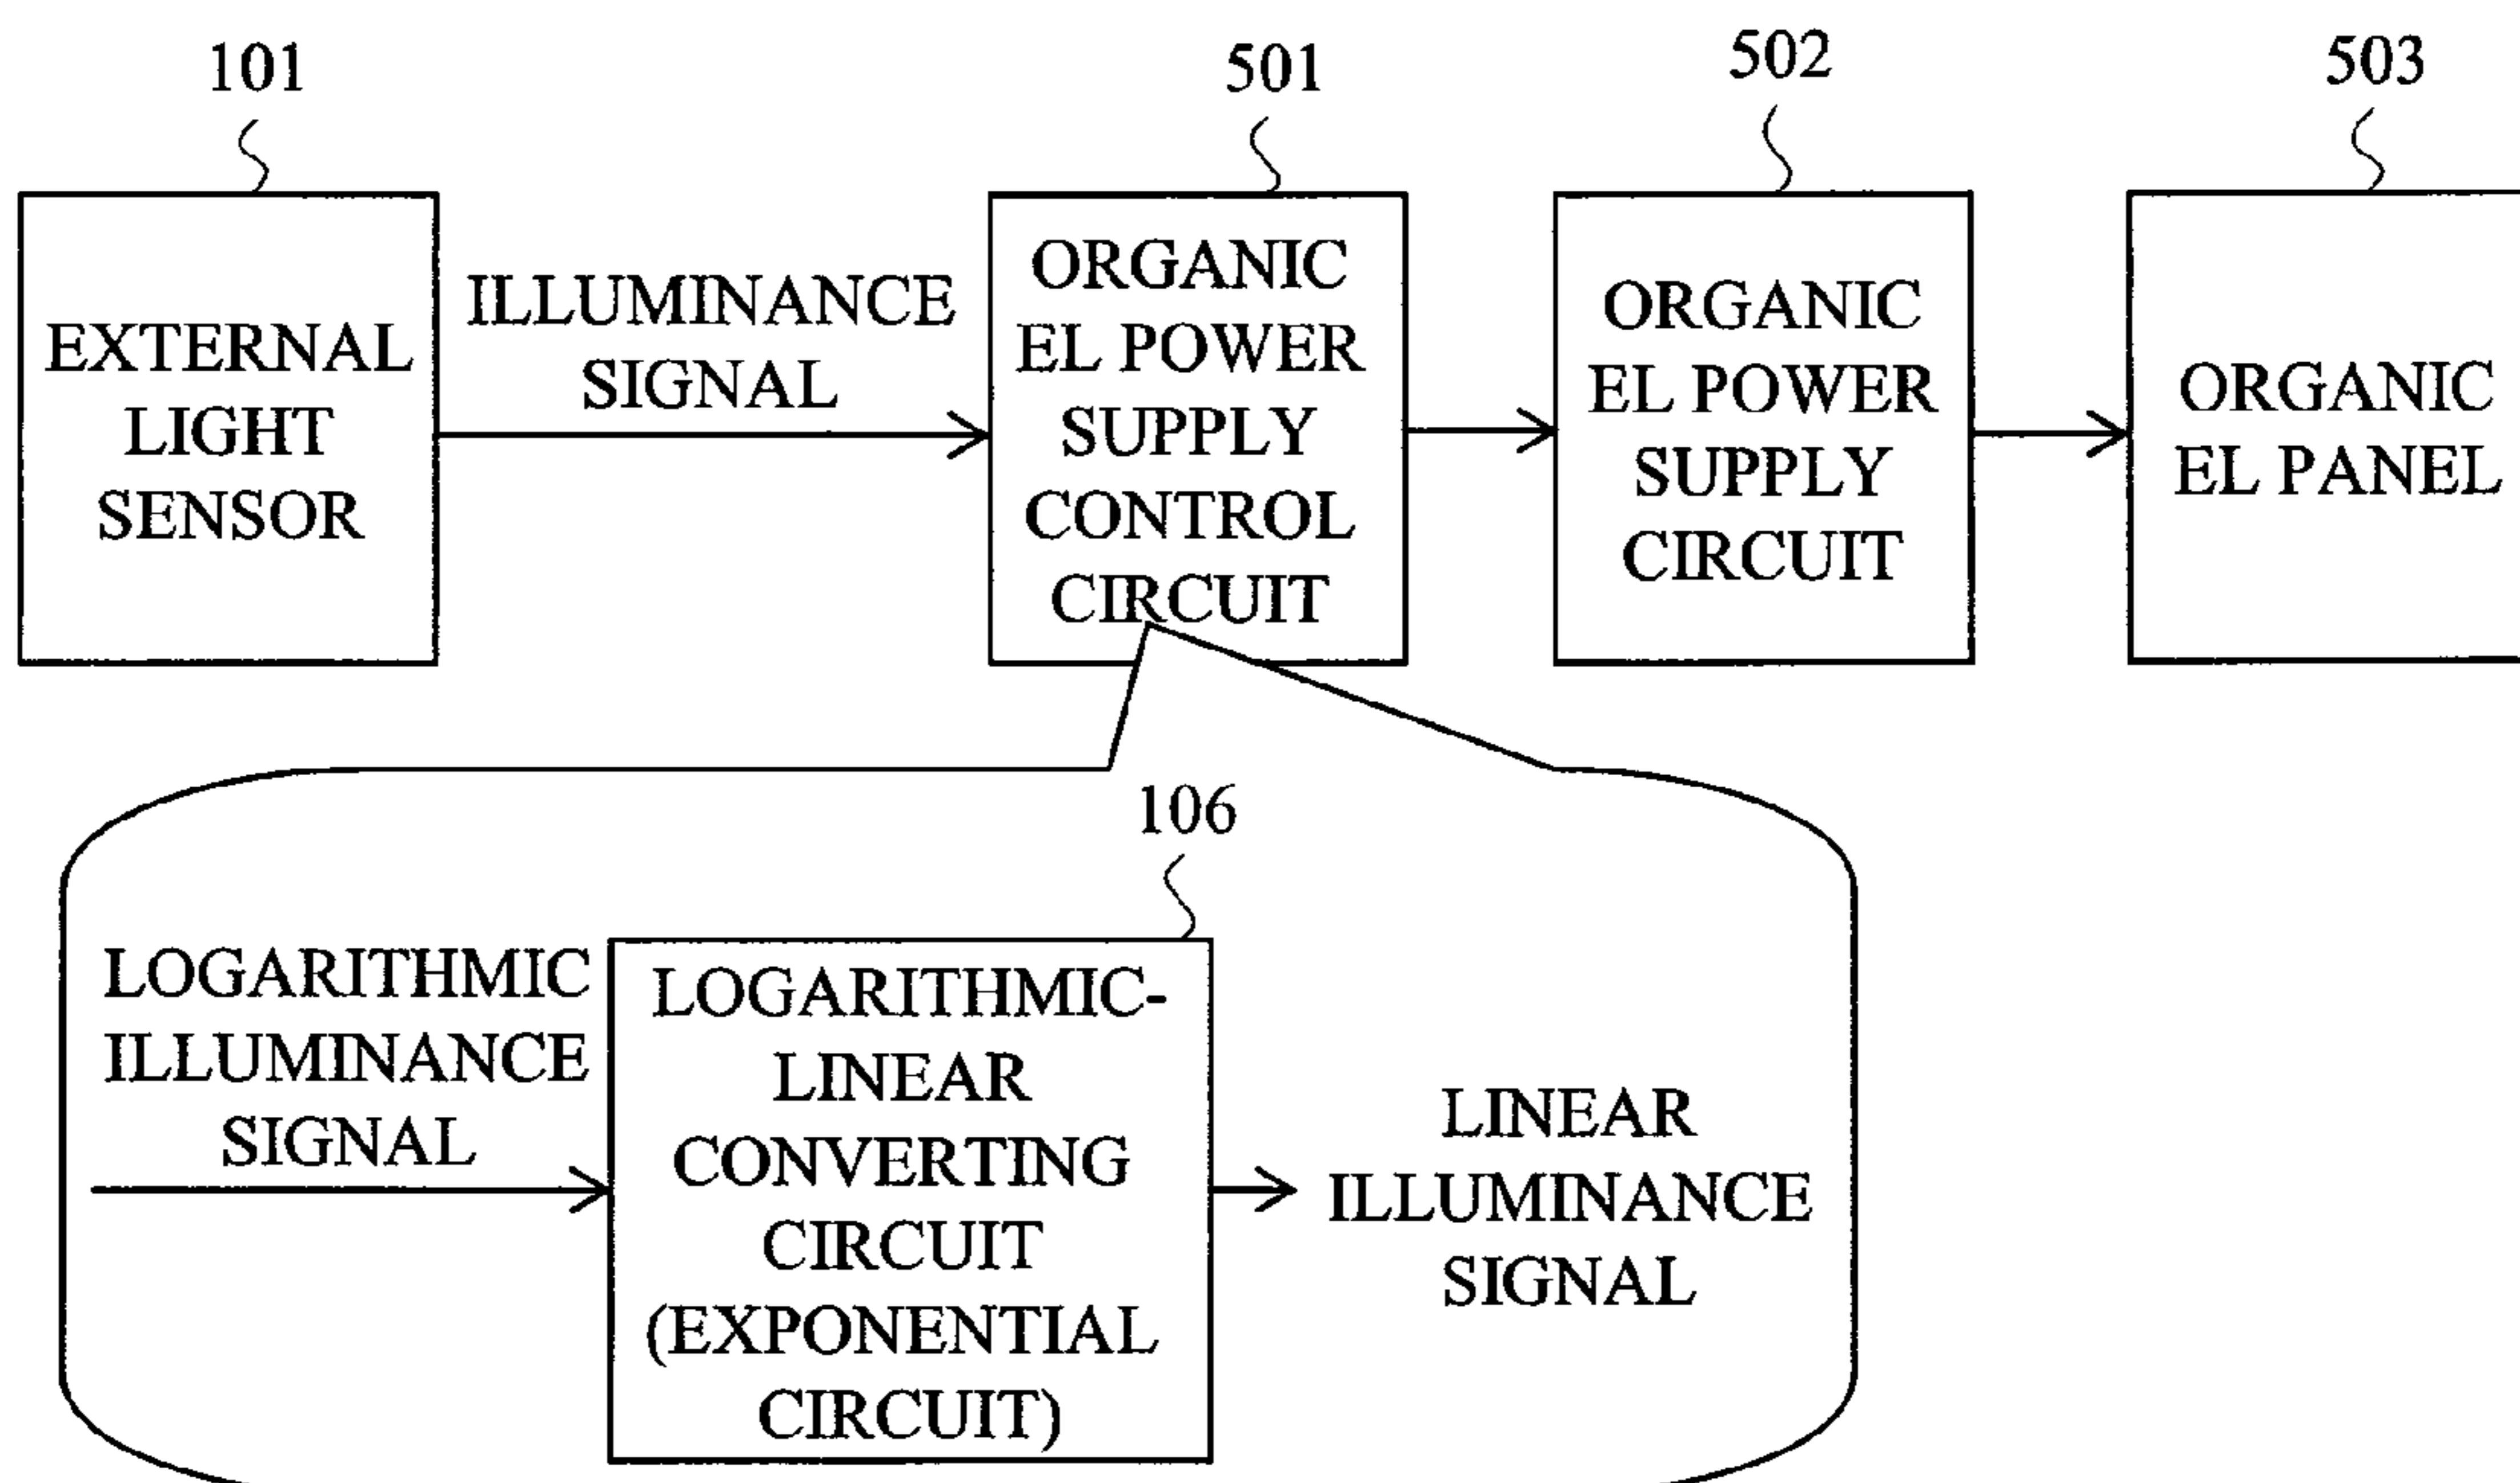 101
501
502
503
EXTERNAL
LIGHT
SENSOR
ILLUMINANCE
SIGNAL
ORGANIC
EL POWER
SUPPLY
CONTROL
CIRCUIT
ORGANIC
EL POWER
SUPPLY
CIRCUIT
ORGANIC
EL PANEL
106
LOGARITHMIC
ILLUMINANCE
SIGNAL
LOGARITHMIC-
LINEAR
CONVERTING
CIRCUIT
(EXPONENTIAL
CIRCUIT)
LINEAR
ILLUMINANCE
SIGNAL